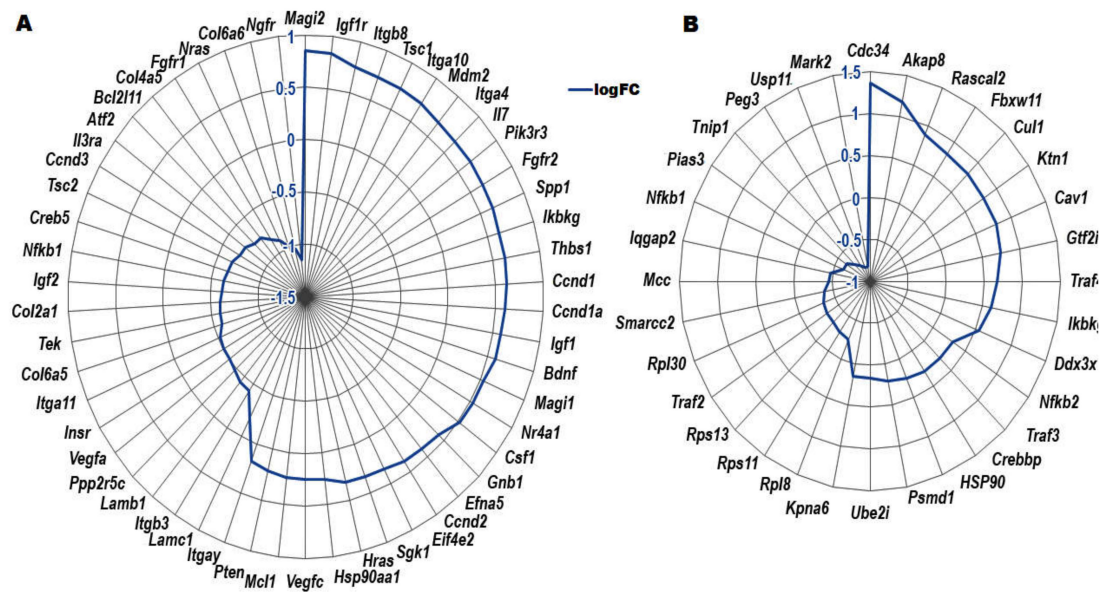 A
Magi2
Igf1r
Itgb8
Tsc1
Itga10
Mdm2
Itga4
Il7
Pik3r3
Fgfr2
Spp1
Ikbkg
Thbs1
Ccnd1
Ccnd1a
Igf1
Bdnf
Magi1
Nr4a1
Csf1
Gnb1
Efna5
Ccnd2
Eif4e2
Sgk1
Hras
Hsp90aa1
Vegfc
Mcl1
Pten
Itgay
Lamc1
Itgb3
Lamb1
Ppp2r5c
Vegfa
Insr
Itga11
Col6a5
Tek
Col2a1
Igf2
Nfkb1
Creb5
Tsc2
Ccnd3
Il3ra
Atf2
Bcl2l11
Col4a5
Fgfr1
Nras
Col6a6
Ngfr
1
0.5
0
-0.5
-1
-1.5
logFC
B
Cdc34
Akap8
Rascal2
Fbxw11
Cul1
Ktn1
Cav1
Gtf2i
Traf4
Ikbkg
Ddx3x
Nfkb2
Traf3
Crebbp
HSP90
Psmd1
Ube2i
Kpna6
Rpl8
Rps11
Rps13
Traf2
Rpl30
Smarcc2
Mcc
Iqgap2
Nfkb1
Pias3
Tnip1
Peg3
Usp11
Mark2
1.5
1
0.5
0
-0.5
-1